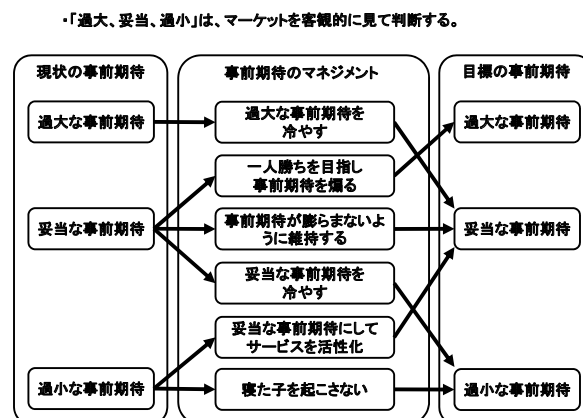 ・「過大、妥当、過小」は、マーケットを客観的に見て判断する。
現状の事前期待
過大な事前期待
妥当な事前期待
過小な事前期待
事前期待のマネジメント
過大な事前期待を
冷やす
一人勝ちを目指し
事前期待を煽る
事前期待が膨らまないよ
うに維持する
妥当な事前期待を
冷やす
妥当な事前期待にして
サービスを活性化
寝た子を起こさない
目標の事前期待
過大な事前期待
妥当な事前期待
過小な事前期待